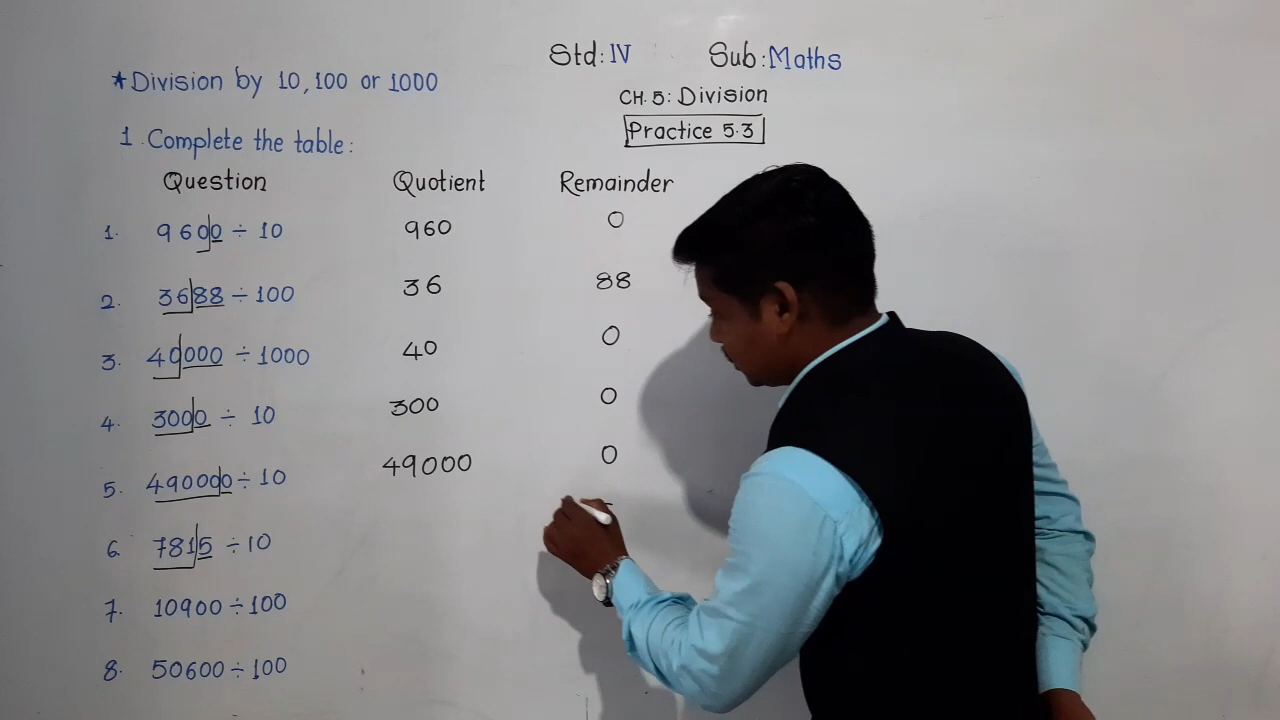 Std: IV Sub: Maths
*Division by 10, 100 or 1000
CH. 5: Division
Practice 5.3
1. Complete the table:
Question Quotient Remainder
1. 9600 ÷ 10 960 0
2. 3688 ÷ 100 36 88
3. 40000 ÷ 1000 40 0
4. 3000 ÷ 10 300 0
5. 490000 ÷ 10 49000 0
6. 7815 ÷ 10
7. 10900 ÷ 100
8. 50600 ÷ 100